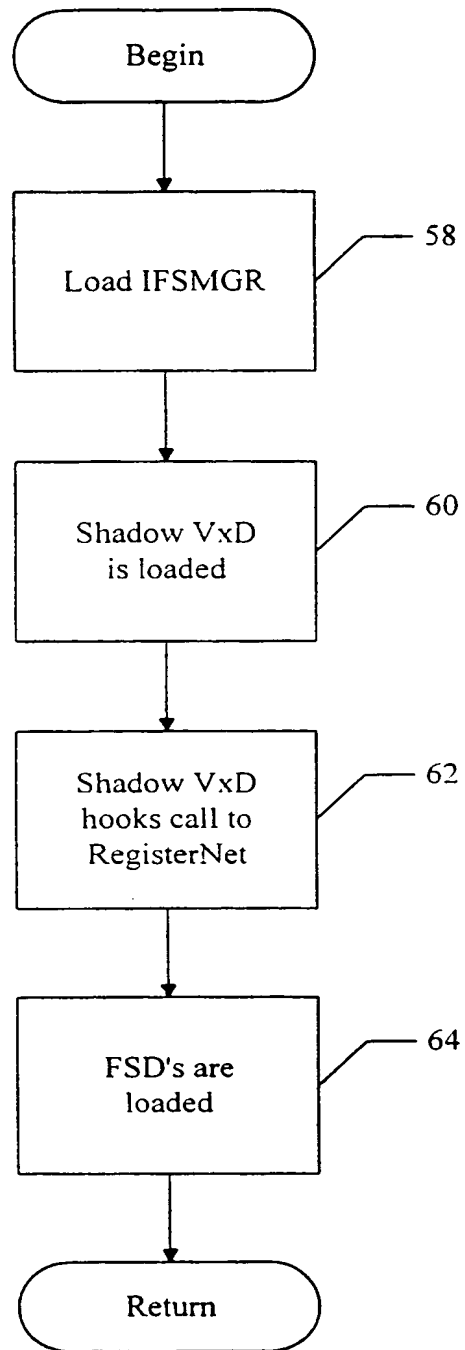 Begin
Load IFSMGR
58
Shadow VxD
is loaded
60
Shadow VxD
hooks call to
RegisterNet
62
FSD's are
loaded
64
Return